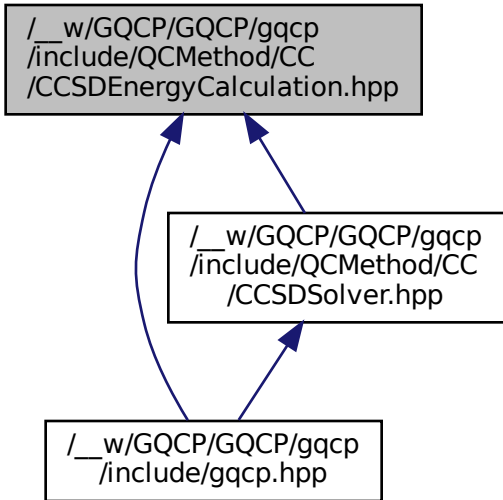 /__w/GQCP/GQCP/gqcp
/include/QCMethod/CC
/CCSDEnergyCalculation.hpp
/__w/GQCP/GQCP/gqcp
/include/QCMethod/CC
/CCSDSolver.hpp
/__w/GQCP/GQCP/gqcp
/include/gqcp.hpp